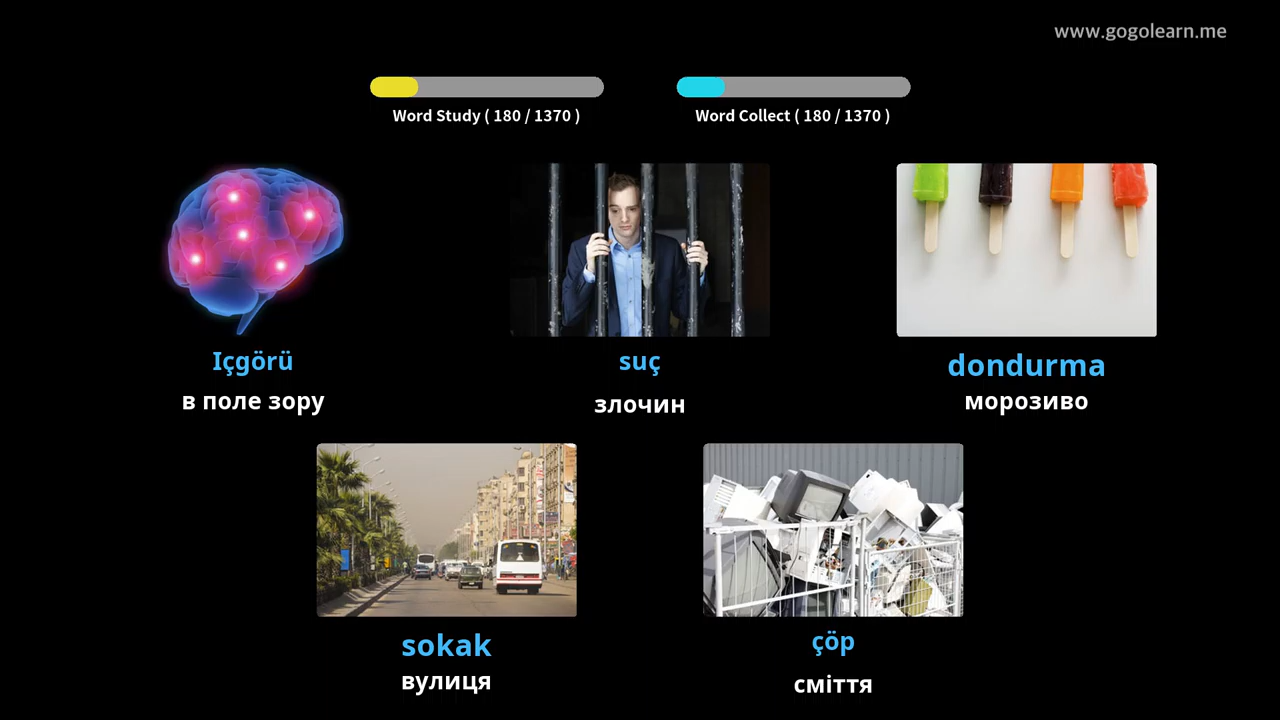 www.gogolearn.me
Word Study ( 180 / 1370 )
Word Collect ( 180 / 1370 )
Içgörü
в поле зору
suç
злочин
dondurma
морозиво
sokak
вулиця
çöp
сміття